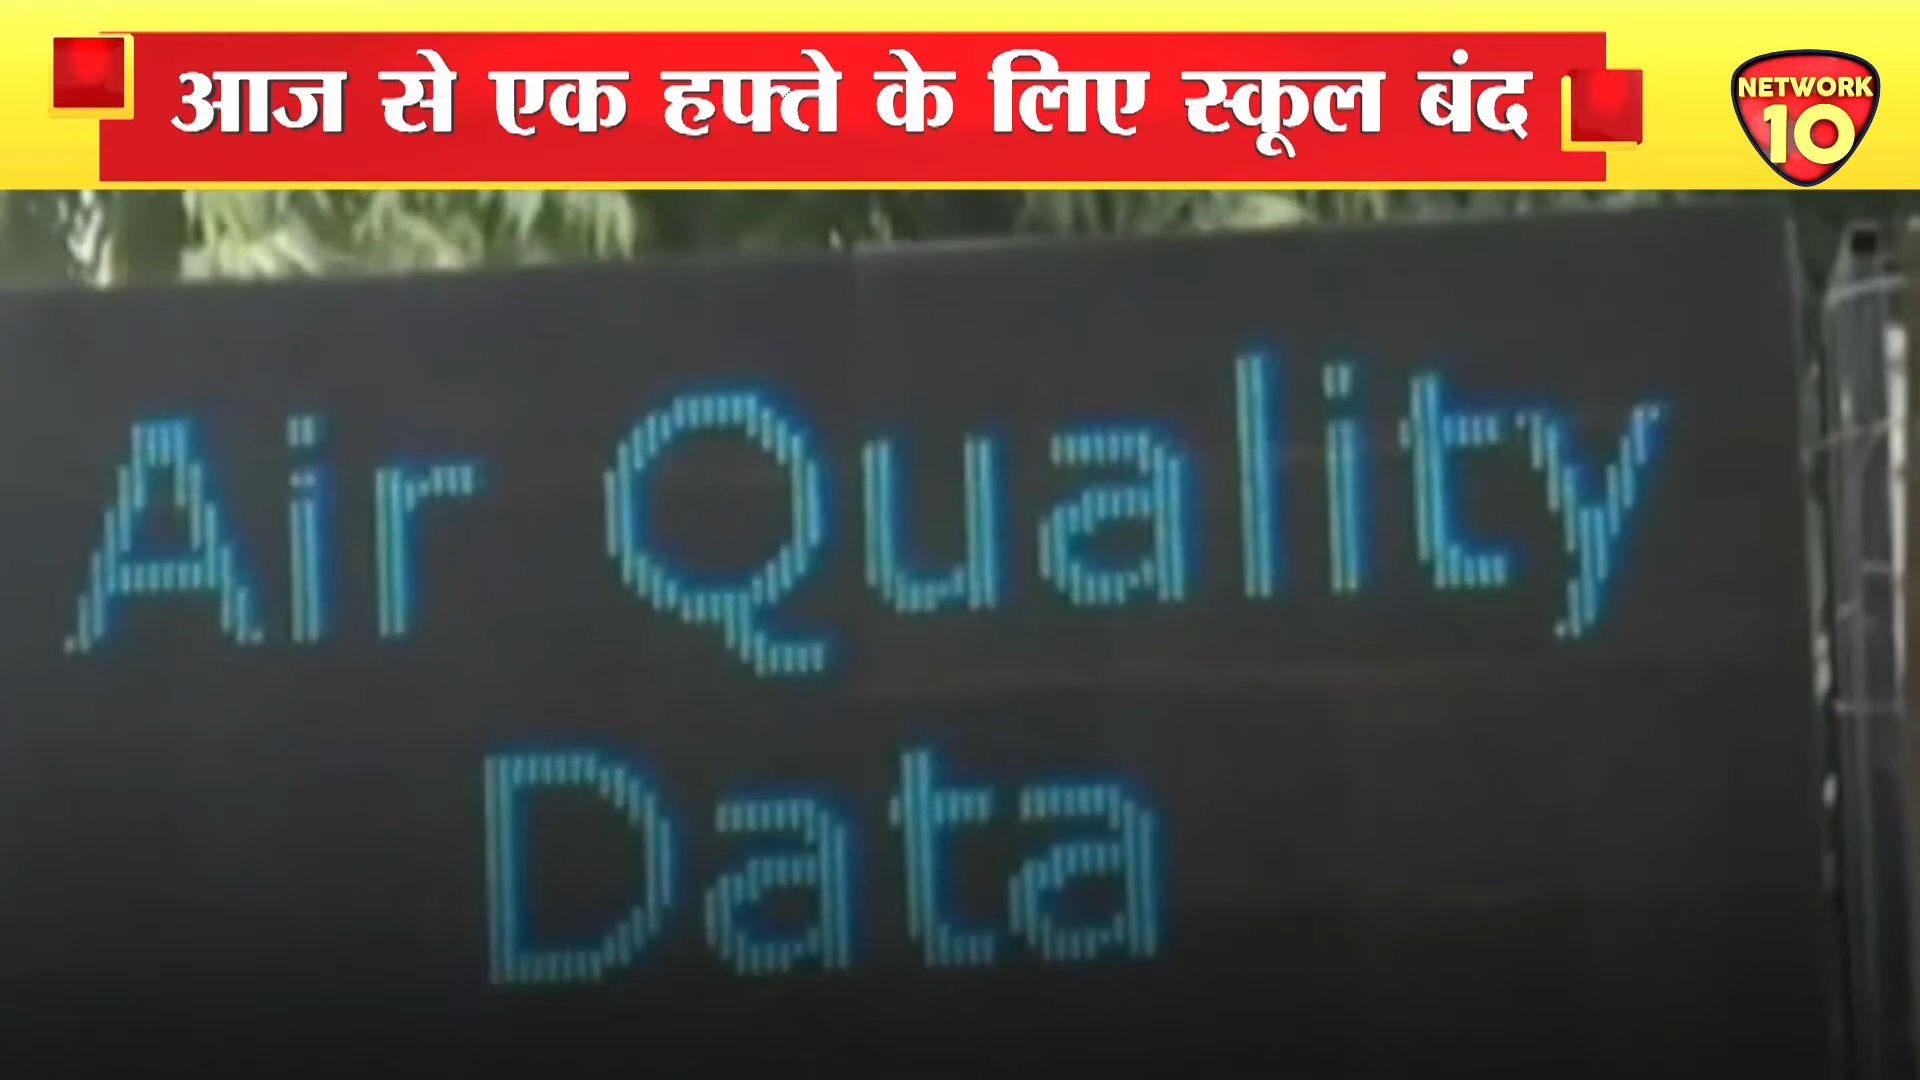 आज से एक हफ्ते के लिए स्कूल बंद
NETWORK
10
Air Quality
Data